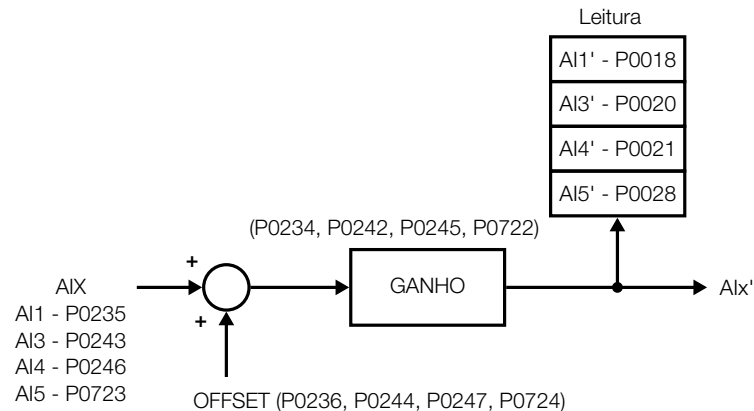 Leitura
AI1' - P0018
AI3' - P0020
AI4' - P0021
AI5' - P0028
(P0234, P0242, P0245, P0722)
+
GANHO
AIX
AIx'
AI1 - P0235
+
AI3 - P0243
AI4 - P0246
AI5 - P0723
OFFSET (P0236, P0244, P0247, P0724)